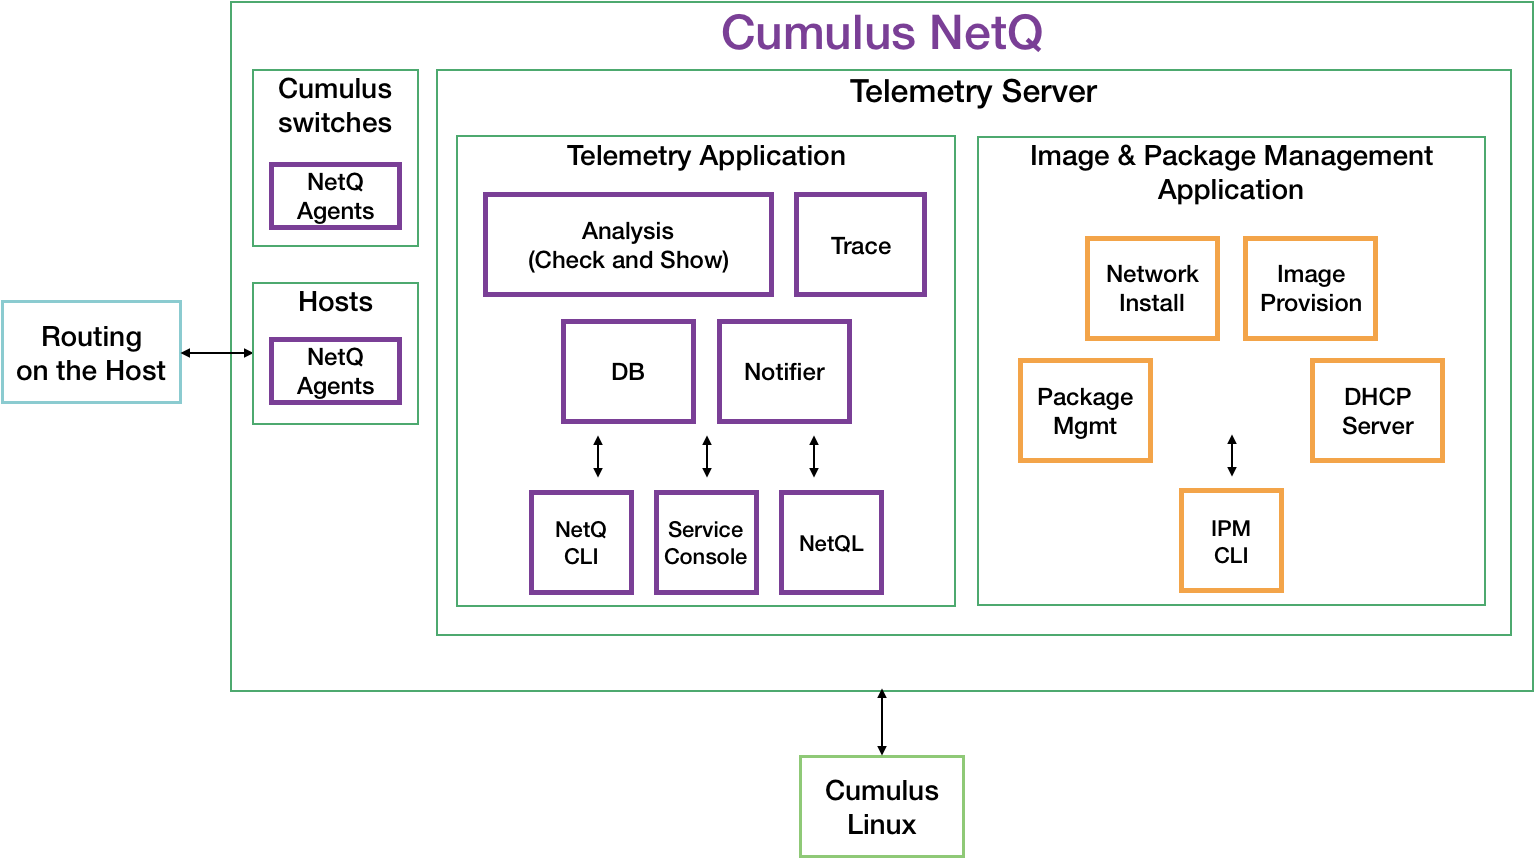 Cumulus NetQ
Cumulus
switches
NetQ
Agents
Hosts
NetQ
Agents
Routing
on the Host
Telemetry Server
Telemetry Application
Analysis
(Check and Show)
Trace
DB
Notifier
NetQ
CLI
Service
Console
NetQL
Image & Package Management
Application
Network
Install
Image
Provision
Package
Mgmt
DHCP
Server
IPM
CLI
Cumulus
Linux